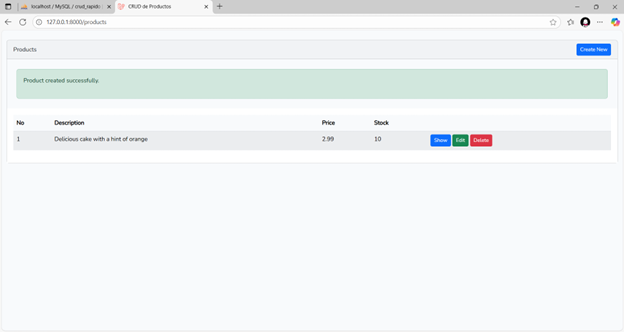 localhost / MySQL / crud_rapido
CRUD de Productos
127.0.0.1:8000/products
Products
Create New
Product created successfully.
No Description Price Stock
1 Delicious cake with a hint of orange 2.99 10 Show Edit Delete